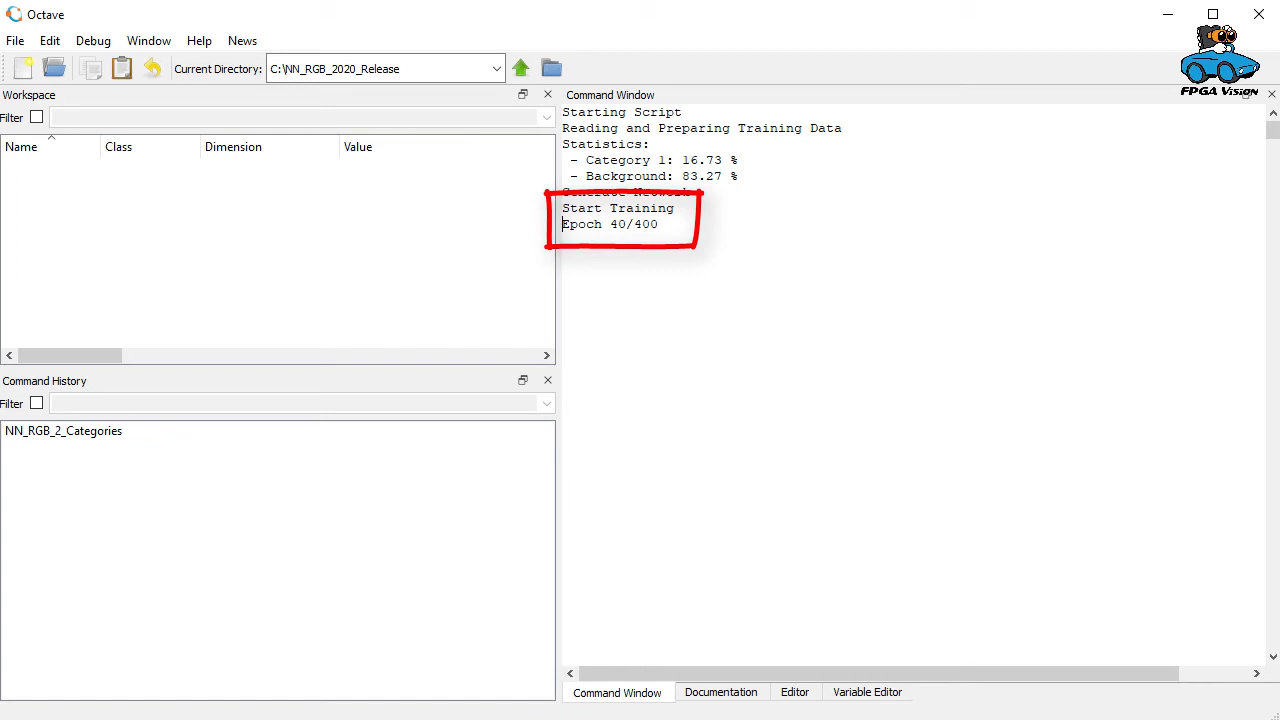 Octave
File Edit Debug Window Help News
Current Directory: C:\NN_RGB_2020_Release
FPGA Vision
Workspace
Filter
Name Class Dimension Value
Command History
Filter
NN_RGB_2_Categories
Command Window
Starting Script
Reading and Preparing Training Data
Statistics:
- Category 1: 16.73 %
- Background: 83.27 %
Generate Network
Start Training
Epoch 40/400
Command Window Documentation Editor Variable Editor